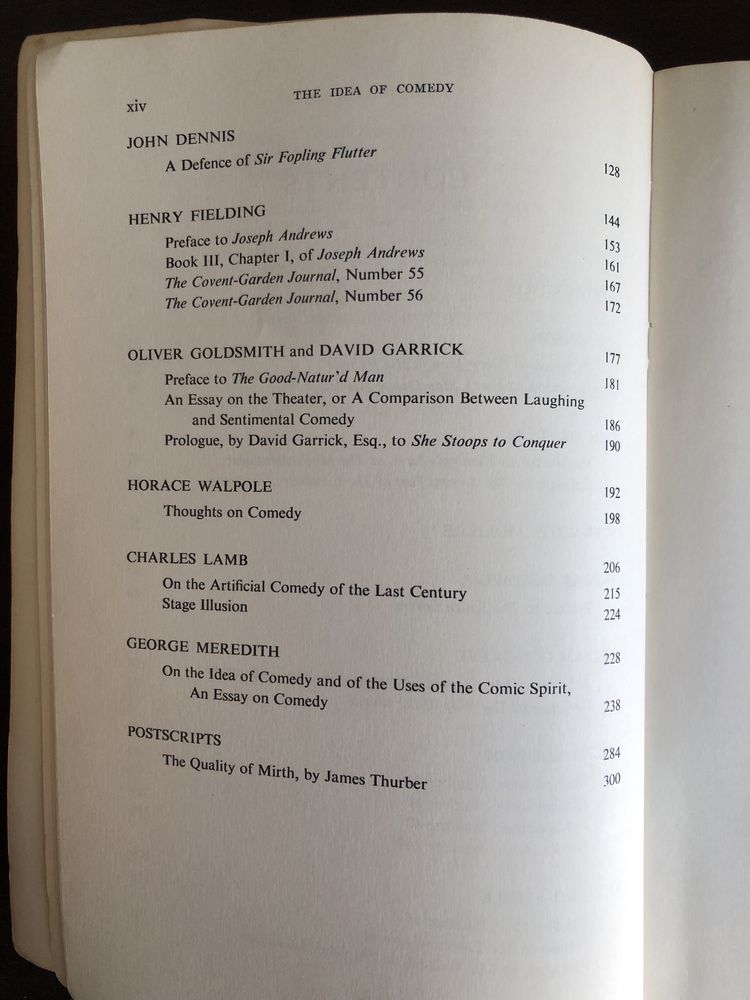 xiv THE IDEA OF COMEDY
JOHN DENNIS
A Defence of Sir Fopling Flutter 128
HENRY FIELDING 144
Preface to Joseph Andrews 153
Book III, Chapter I, of Joseph Andrews 161
The Covent-Garden Journal, Number 55 167
The Covent-Garden Journal, Number 56 172
OLIVER GOLDSMITH and DAVID GARRICK 177
Preface to The Good-Natur'd Man 181
An Essay on the Theater, or A Comparison Between Laughing
and Sentimental Comedy 186
Prologue, by David Garrick, Esq., to She Stoops to Conquer 190
HORACE WALPOLE 192
Thoughts on Comedy 198
CHARLES LAMB 206
On the Artificial Comedy of the Last Century 215
Stage Illusion 224
GEORGE MEREDITH 228
On the Idea of Comedy and of the Uses of the Comic Spirit,
An Essay on Comedy 238
POSTSCRIPTS 284
The Quality of Mirth, by James Thurber 300